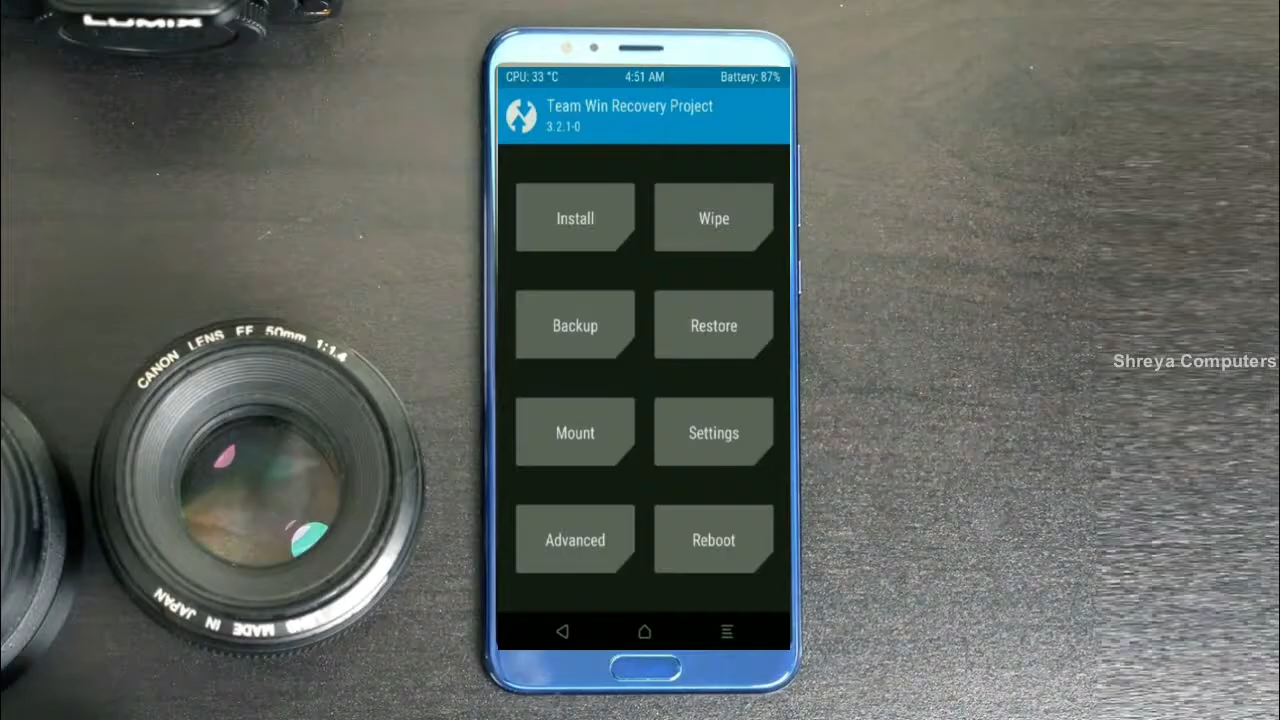 LUMIX
CPU: 33 °C
4:51 AM
Battery: 87%
Team Win Recovery Project
3.2.1-0
Install
Wipe
Backup
Restore
Mount
Settings
Advanced
Reboot
CANON LENS EF 50mm 1:1.4
LENS MADE IN JAPAN
Shreya Computers